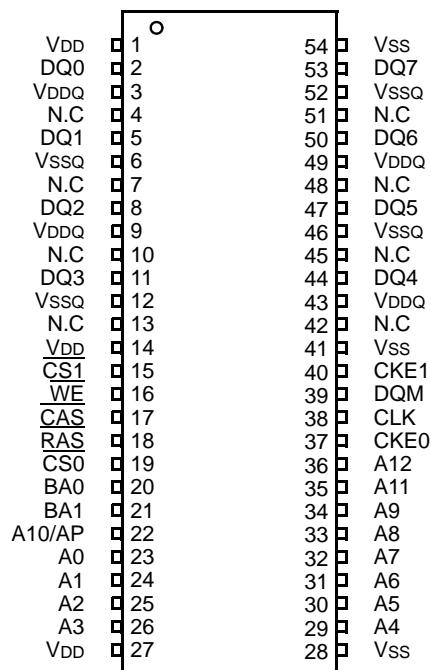 VDD 1 54 VSS
DQ0 2 53 DQ7
VDDQ 3 52 VSSQ
N.C 4 51 N.C
DQ1 5 50 DQ6
VSSQ 6 49 VDDQ
N.C 7 48 N.C
DQ2 8 47 DQ5
VDDQ 9 46 VSSQ
N.C 10 45 N.C
DQ3 11 44 DQ4
VSSQ 12 43 VDDQ
N.C 13 42 N.C
VDD 14 41 VSS
CS1 15 40 CKE1
WE 16 39 DQM
CAS 17 38 CLK
RAS 18 37 CKE0
CS0 19 36 A12
BA0 20 35 A11
BA1 21 34 A9
A10/AP 22 33 A8
A0 23 32 A7
A1 24 31 A6
A2 25 30 A5
A3 26 29 A4
VDD 27 28 VSS